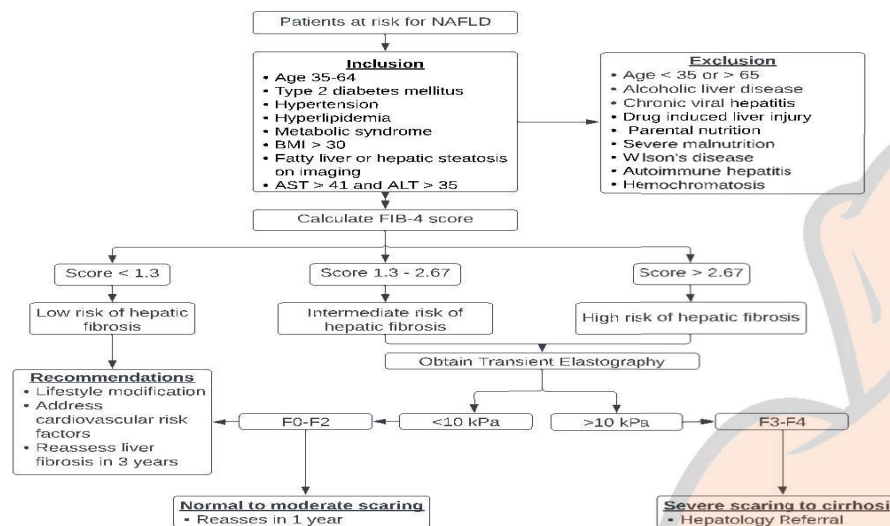 Patients at risk for NAFLD
Inclusion
• Age 35-64
• Type 2 diabetes mellitus
• Hypertension
• Hyperlipidemia
• Metabolic syndrome
• BMI > 30
• Fatty liver or hepatic steatosis
on imaging
• AST > 41 and ALT > 35
Exclusion
• Age < 35 or > 65
• Alcoholic liver disease
• Chronic viral hepatitis
• Drug induced liver injury
• Parental nutrition
• Severe malnutrition
• Wilson's disease
• Autoimmune hepatitis
• Hemochromatosis
Calculate FIB-4 score
Score < 1.3
Score 1.3 - 2.67
Score > 2.67
Low risk of hepatic
fibrosis
Intermediate risk of
hepatic fibrosis
High risk of hepatic fibrosis
Obtain Transient Elastography
Recommendations
• Lifestyle modification
• Address
cardiovascular risk
factors
• Reassess liver
fibrosis in 3 years
F0-F2
<10 kPa
>10 kPa
F3-F4
Normal to moderate scarring
• Reasses in 1 year
Severe scaring to cirrhosi
• Hepatology Referral